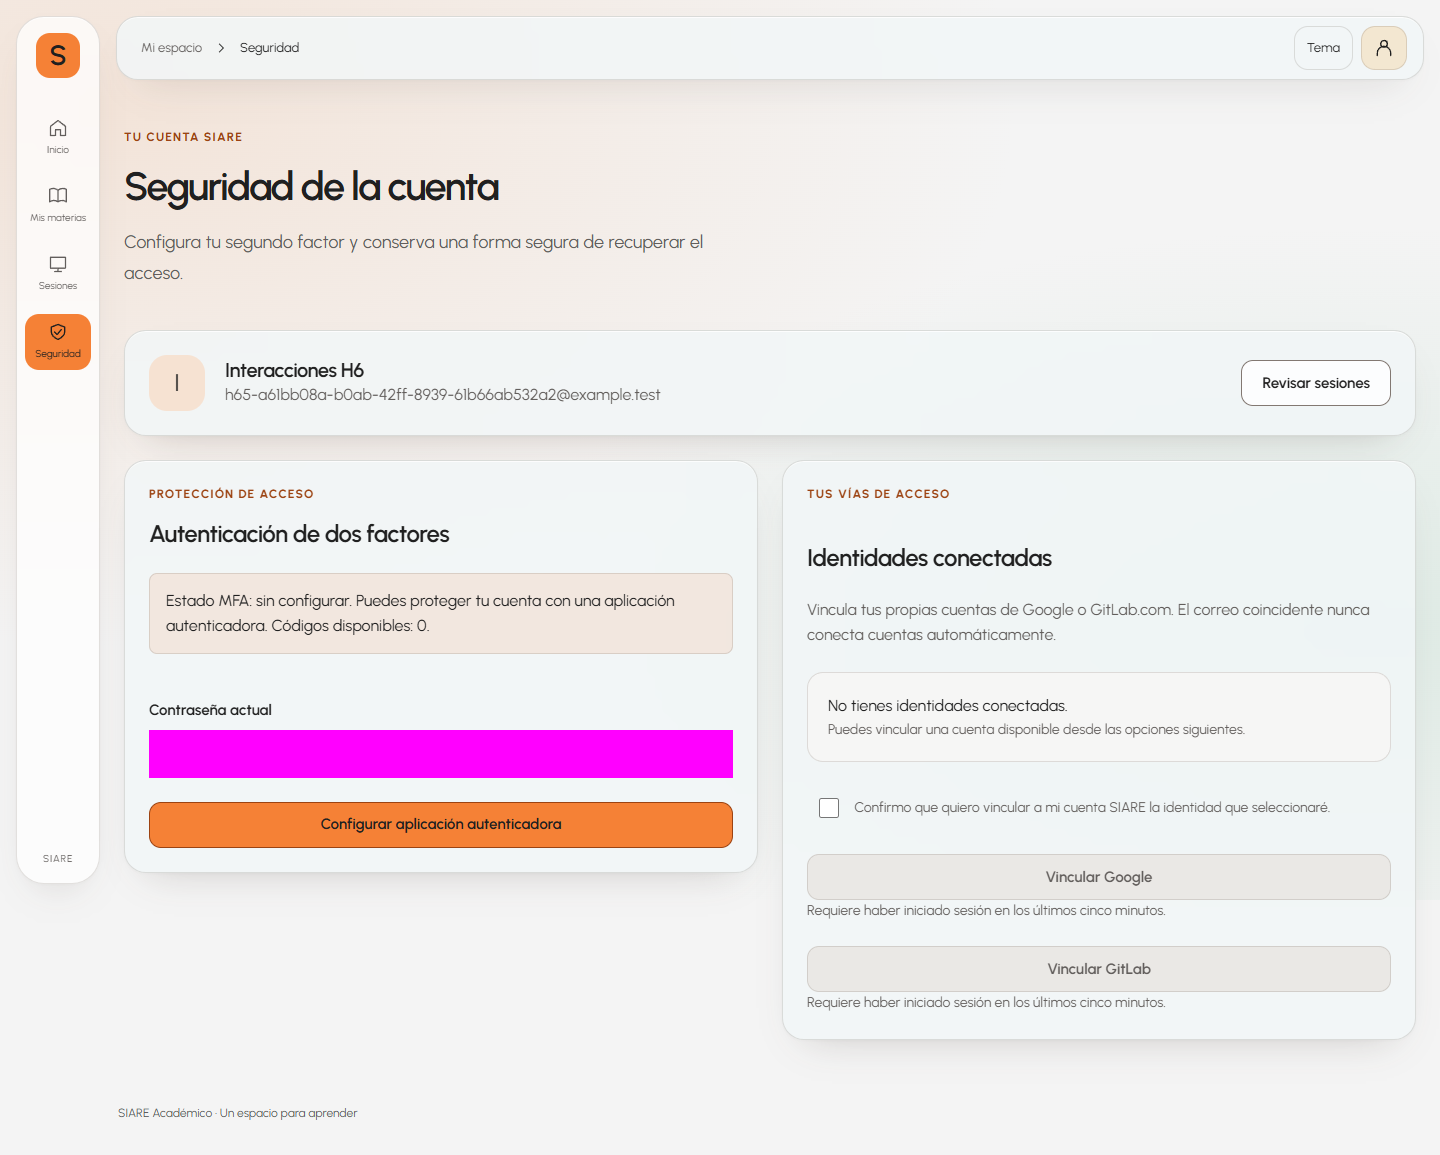 S
Inicio
Mis materias
Sesiones
Seguridad
SIARE
Mi espacio > Seguridad
Tema
TU CUENTA SIARE
Seguridad de la cuenta
Configura tu segundo factor y conserva una forma segura de recuperar el
acceso.
I
Interacciones H6
h65-a61bb08a-b0ab-42ff-8939-61b66ab532a2@example.test
Revisar sesiones
PROTECCIÓN DE ACCESO
Autenticación de dos factores
Estado MFA: sin configurar. Puedes proteger tu cuenta con una aplicación
autenticadora. Códigos disponibles: 0.
Contraseña actual
Configurar aplicación autenticadora
TUS VÍAS DE ACCESO
Identidades conectadas
Vincula tus propias cuentas de Google o GitLab.com. El correo coincidente nunca
conecta cuentas automáticamente.
No tienes identidades conectadas.
Puedes vincular una cuenta disponible desde las opciones siguientes.
Confirmo que quiero vincular a mi cuenta SIARE la identidad que seleccionaré.
Vincular Google
Requiere haber iniciado sesión en los últimos cinco minutos.
Vincular GitLab
Requiere haber iniciado sesión en los últimos cinco minutos.
SIARE Académico · Un espacio para aprender